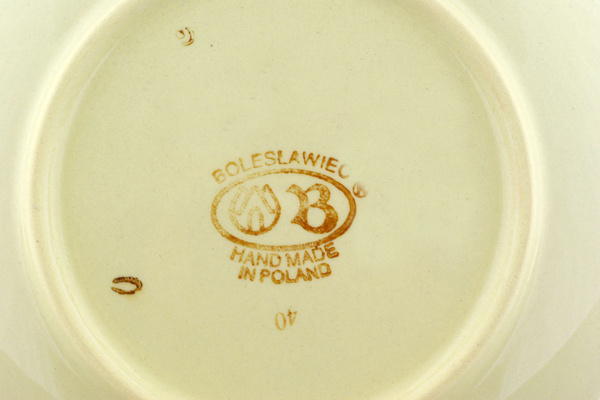 BOLESLAWIEC ®
B
HAND MADE
IN POLAND
40